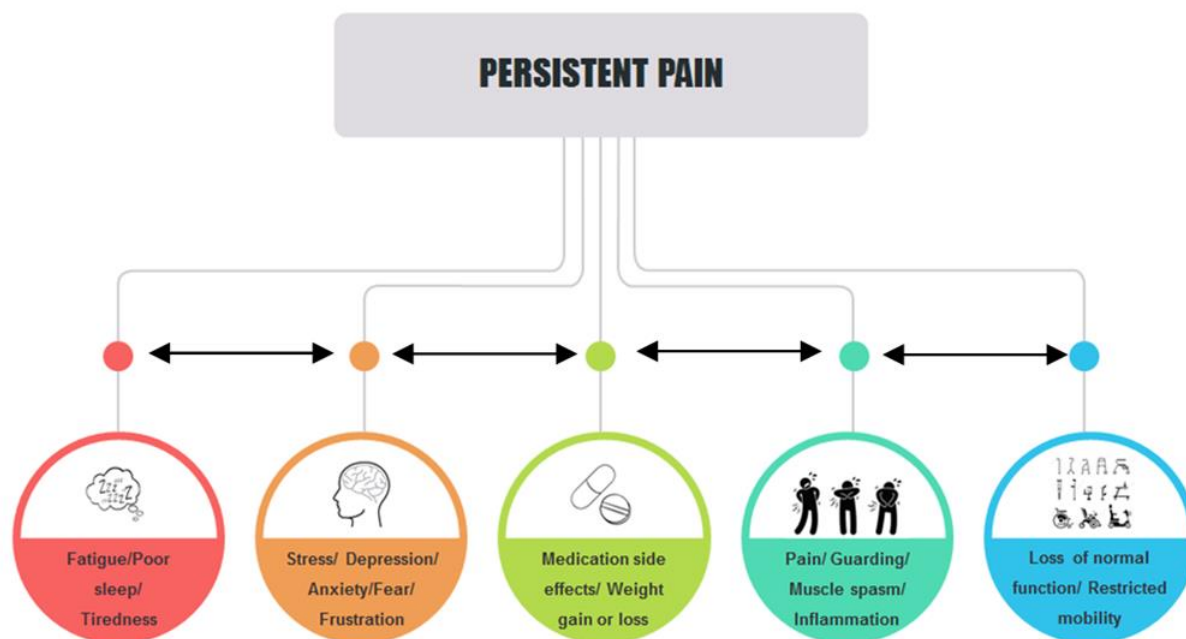 PERSISTENT PAIN
Fatigue/Poor
sleep/
Tiredness
Stress/ Depression/
Anxiety/Fear/
Frustration
Medication side
effects/ Weight
gain or loss
Pain/ Guarding/
Muscle spasm/
Inflammation
Loss of normal
function/ Restricted
mobility